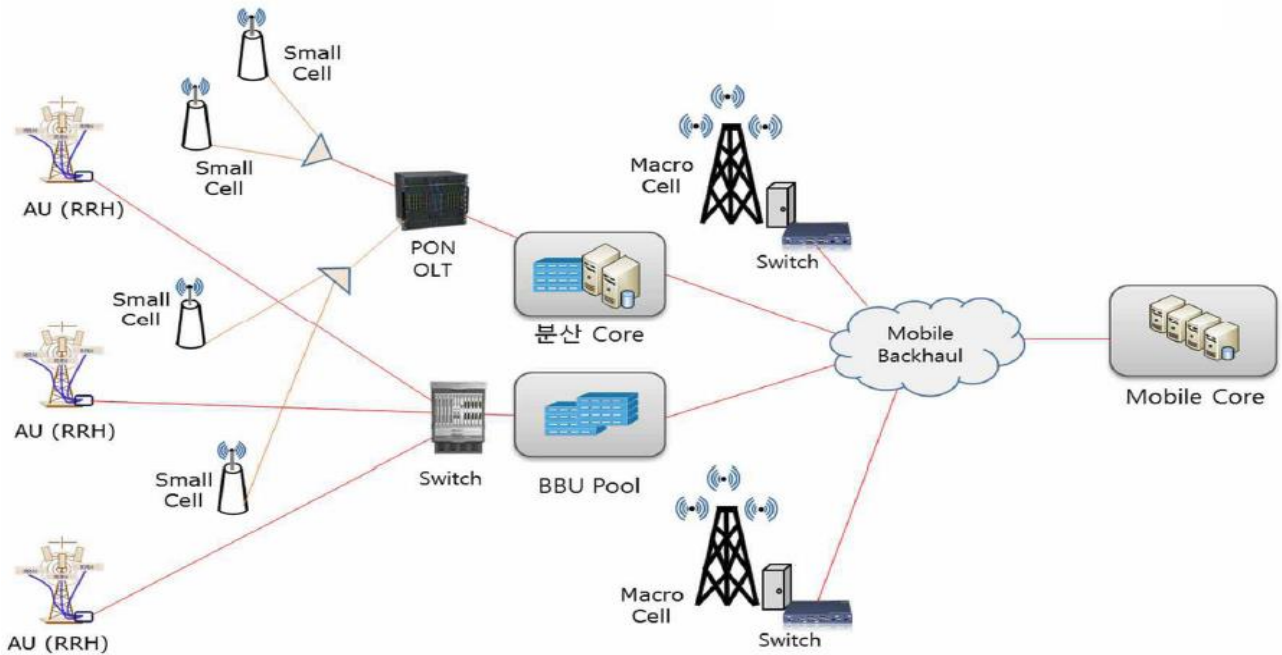 Small
Cell
Small
Cell
AU (RRH)
PON
OLT
Macro
Cell
Switch
Small
Cell
분산 Core
Mobile
Backhaul
Mobile Core
AU (RRH)
Small
Cell
Switch
BBU Pool
Macro
Cell
Switch
AU (RRH)